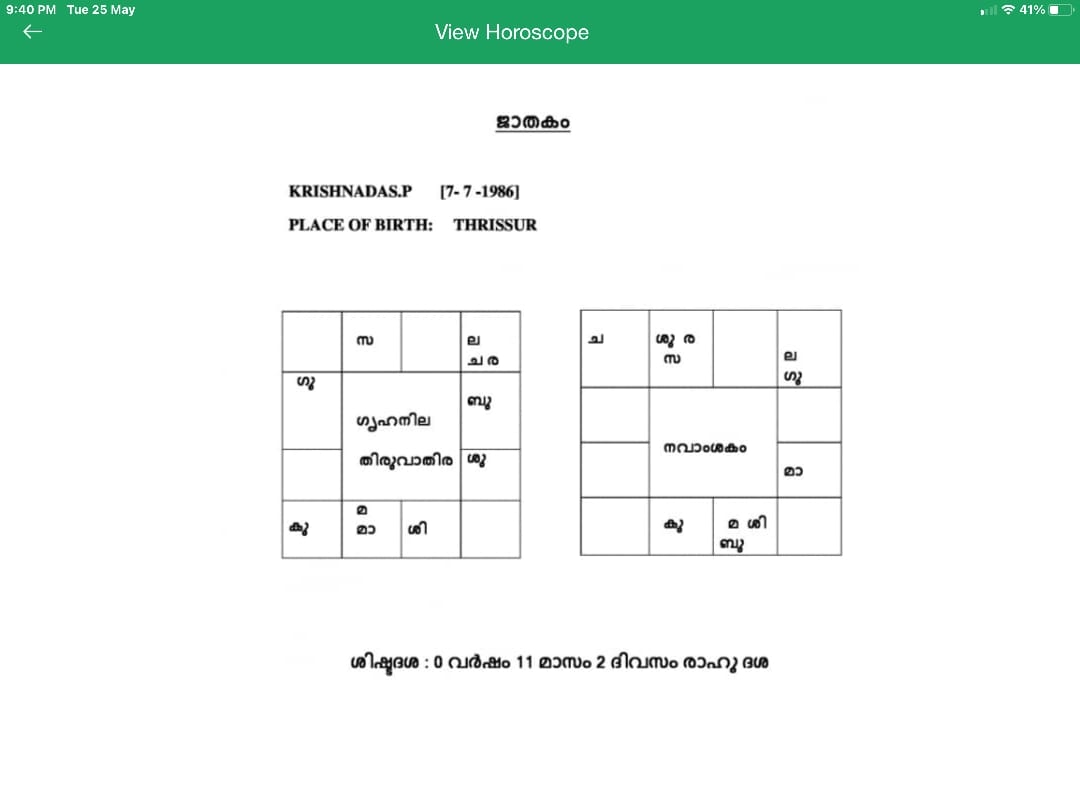 9:40 PM Tue 25 May 41%
View Horoscope
ജാതകം
KRISHNADAS.P [7- 7 -1986]
PLACE OF BIRTH: THRISSUR
സ
ല
ച ര
ഗു
ബു
ഗൃഹനില
തിരുവാതിര
ശു
കു
മ
മാ
ശി
ച
ശു ര
സ
ല
ഗു
നവാംശകം
മാ
കു
മ ശി
ബു
ശിഷ്ടദശ : 0 വർഷം 11 മാസം 2 ദിവസം രാഹു ദശ